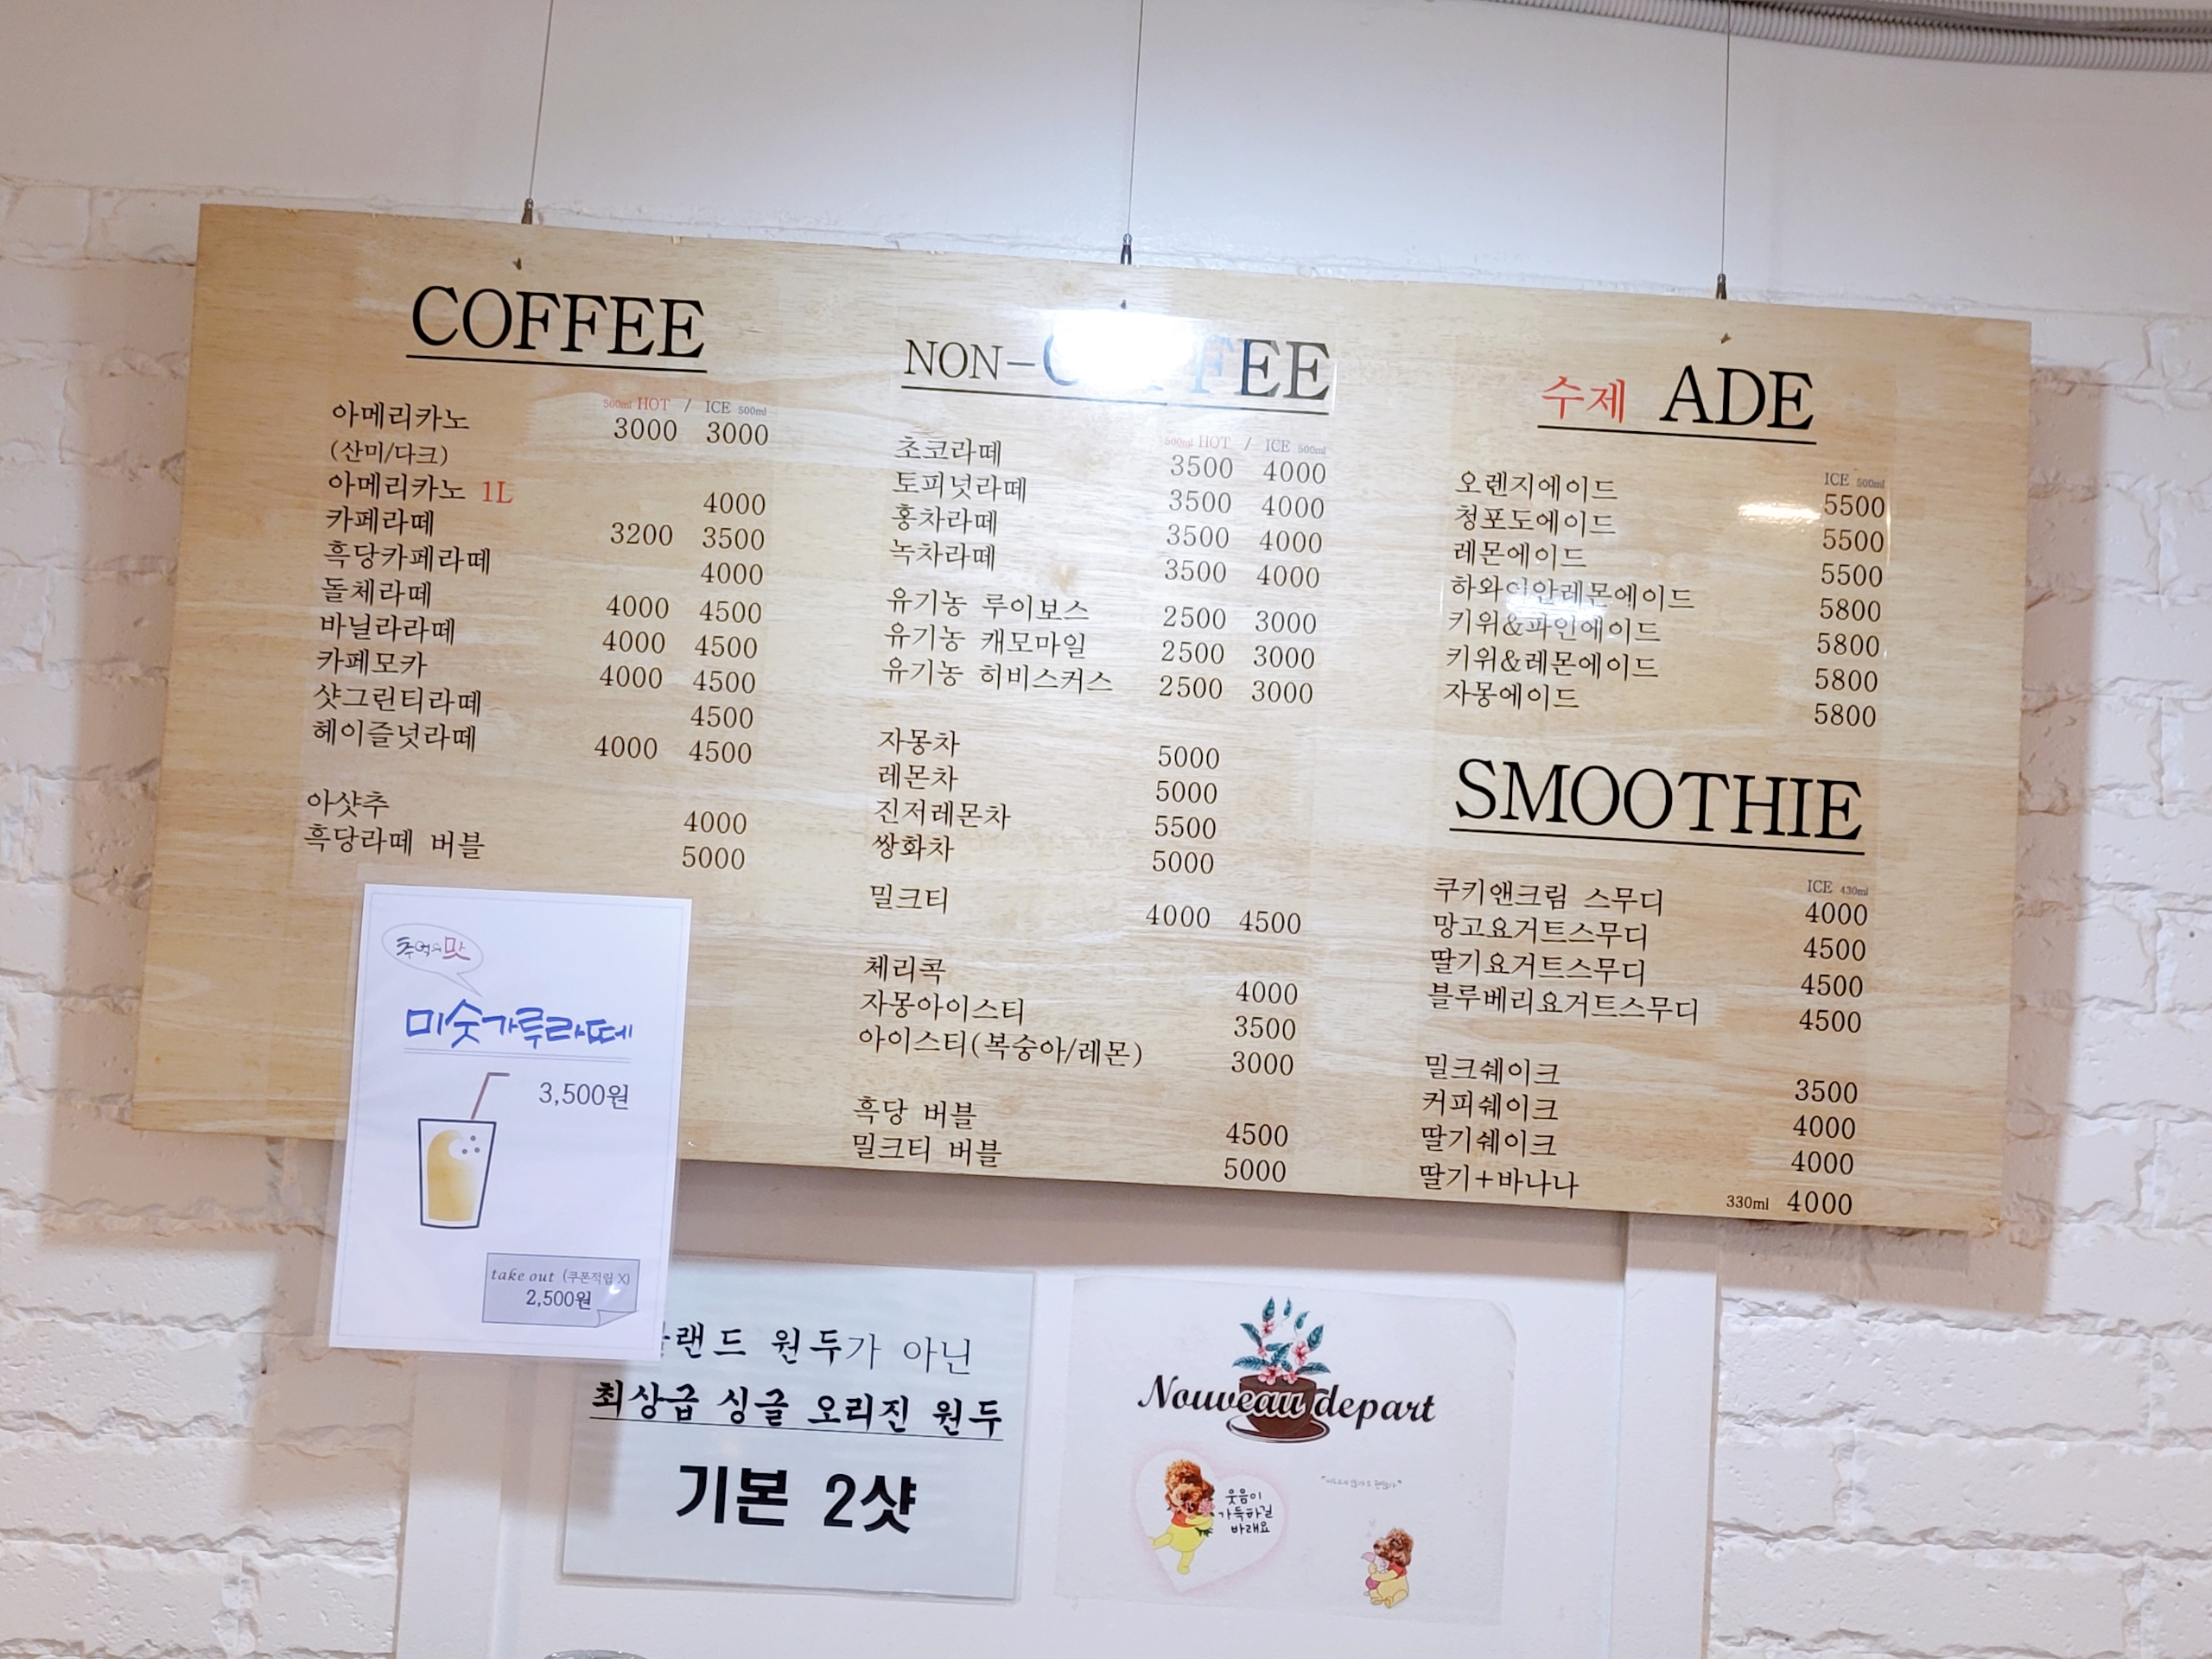 COFFEE
500ml HOT / ICE 500ml
아메리카노 3000 3000
(산미/다크)
아메리카노 1L 4000
카페라떼 3200 3500
흑당카페라떼 4000
돌체라떼 4000 4500
바닐라라떼 4000 4500
카페모카 4000 4500
샷그린티라떼 4500
헤이즐넛라떼 4000 4500
아샷추 4000
흑당라떼 버블 5000
NON-COFFEE
500ml HOT / ICE 500ml
초코라떼 3500 4000
토피넛라떼 3500 4000
홍차라떼 3500 4000
녹차라떼 3500 4000
유기농 루이보스 2500 3000
유기농 캐모마일 2500 3000
유기농 히비스커스 2500 3000
자몽차 5000
레몬차 5000
진저레몬차 5500
쌍화차 5000
밀크티 4000 4500
체리콕 4000
자몽아이스티 3500
아이스티(복숭아/레몬) 3000
흑당 버블 4500
밀크티 버블 5000
수제 ADE
ICE 500ml
오렌지에이드 5500
청포도에이드 5500
레몬에이드 5500
하와이안레몬에이드 5800
키위&파인에이드 5800
키위&레몬에이드 5800
자몽에이드 5800
SMOOTHIE
ICE 430ml
쿠키앤크림 스무디 4000
망고요거트스무디 4500
딸기요거트스무디 4500
블루베리요거트스무디 4500
밀크쉐이크 3500
커피쉐이크 4000
딸기쉐이크 4000
딸기+바나나 330ml 4000
추억의맛
미숫가루라떼
3,500원
take out (쿠폰적립 X)
2,500원
랜드 원두가 아닌
최상급 싱글 오리진 원두
기본 2샷
Nouveau depart
웃음이
가득하길
바래요